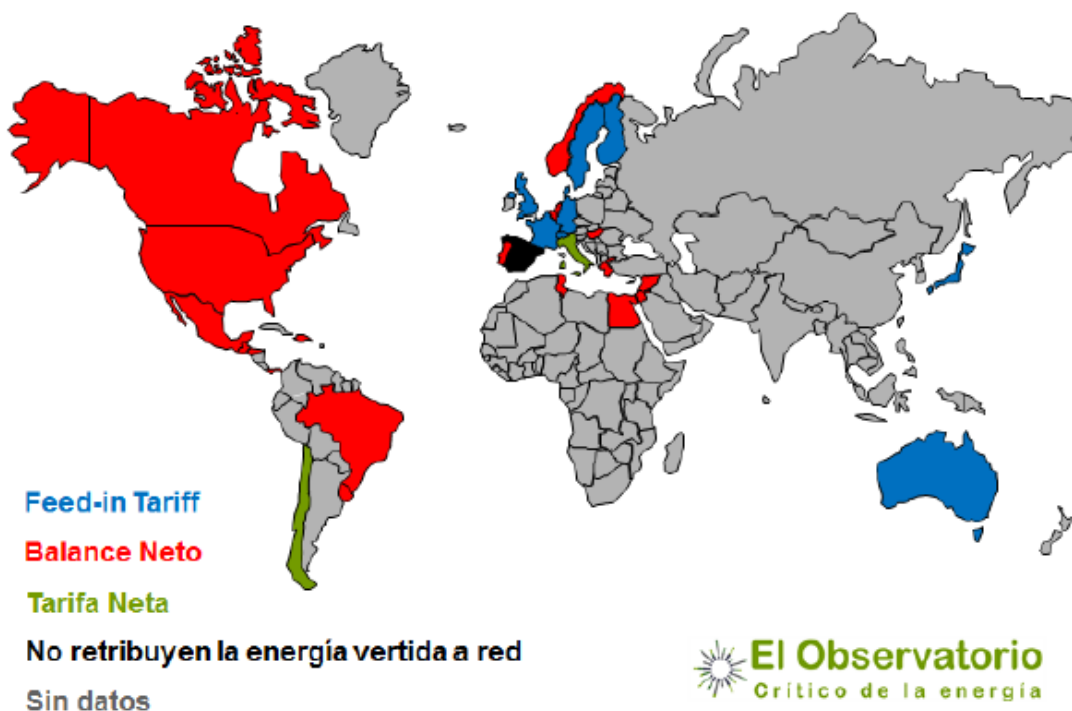 Feed-in Tariff
Balance Neto
Tarifa Neta
No retribuyen la energía vertida a red
Sin datos
El Observatorio
Crítico de la energía